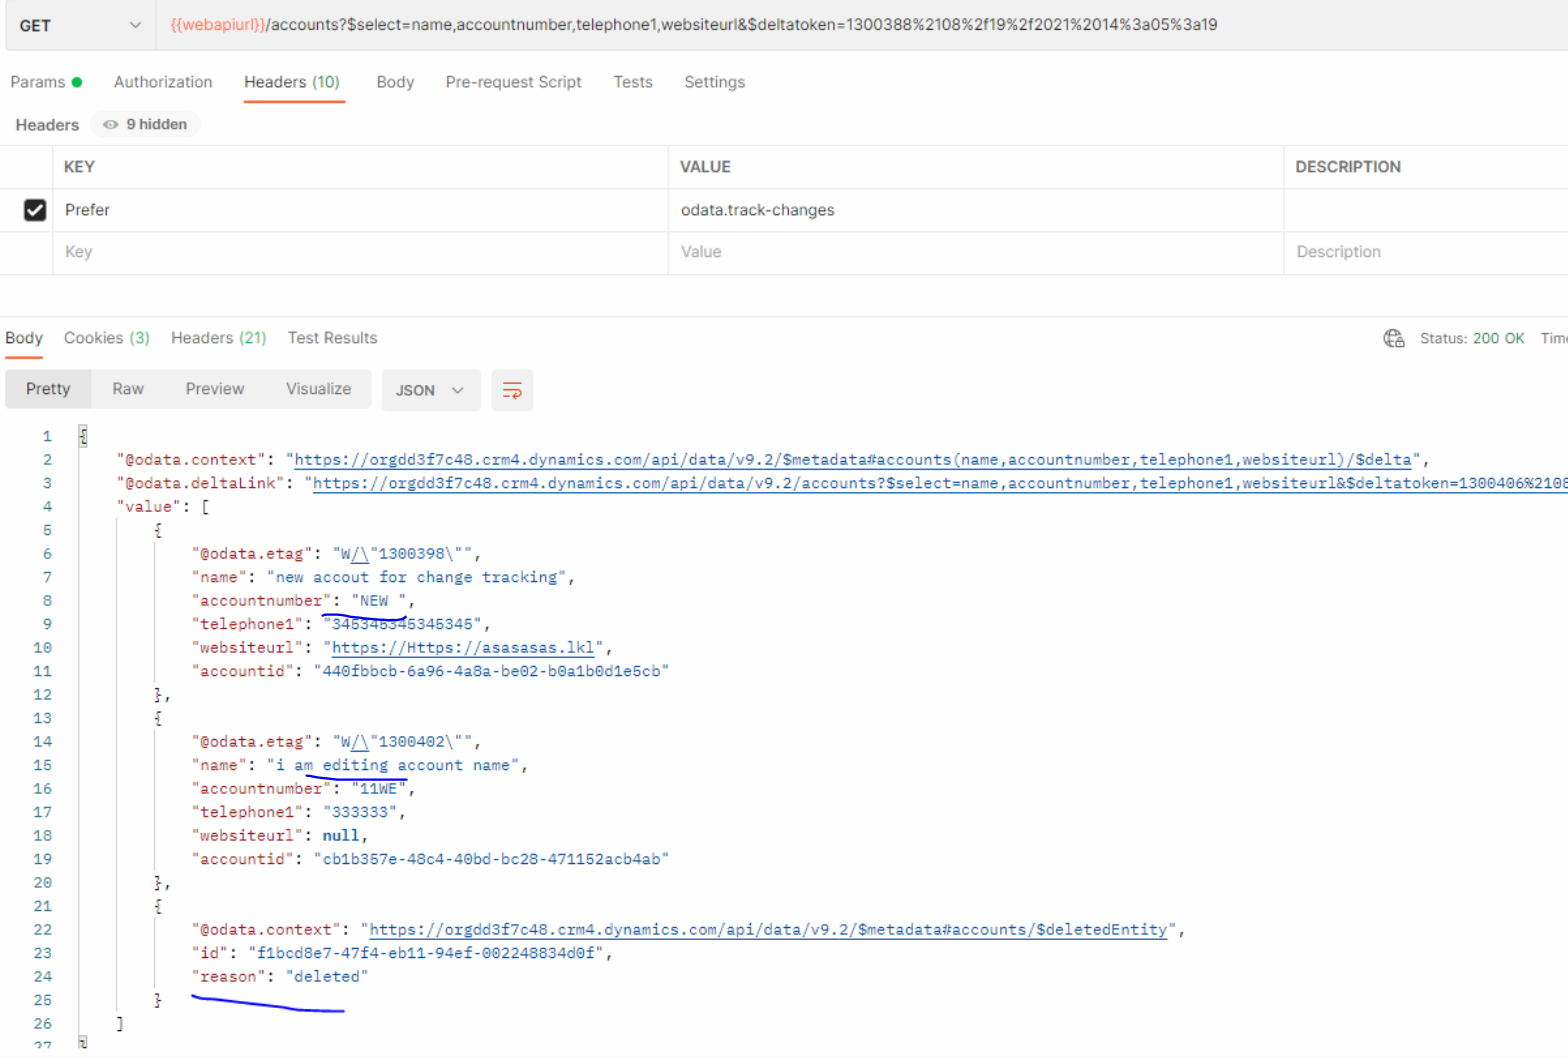 GET {{webapiurl}}/accounts?$select=name,accountnumber,telephone1,websiteurl&$deltatoken=1300388%2108%2f19%2f2021%2014%3a05%3a19
Params Authorization Headers (10) Body Pre-request Script Tests Settings
Headers 9 hidden
KEY VALUE DESCRIPTION
Prefer odata.track-changes
Key Value Description
Body Cookies (3) Headers (21) Test Results Status: 200 OK Time
Pretty Raw Preview Visualize JSON
1 {
2 "@odata.context": "https://orgdd3f7c48.crm4.dynamics.com/api/data/v9.2/$metadata#accounts(name,accountnumber,telephone1,websiteurl)/$delta",
3 "@odata.deltaLink": "https://orgdd3f7c48.crm4.dynamics.com/api/data/v9.2/accounts?$select=name,accountnumber,telephone1,websiteurl&$deltatoken=1300406%2108
4 "value": [
5 {
6 "@odata.etag": "W/\"1300398\"",
7 "name": "new accout for change tracking",
8 "accountnumber": "NEW ",
9 "telephone1": "345345345345345",
10 "websiteurl": "https://Https://asasasas.lkl",
11 "accountid": "440fbbcb-6a96-4a8a-be02-b0a1b0d1e5cb"
12 },
13 {
14 "@odata.etag": "W/\"1300402\"",
15 "name": "i am editing account name",
16 "accountnumber": "11WE",
17 "telephone1": "333333",
18 "websiteurl": null,
19 "accountid": "cb1b357e-48c4-40bd-bc28-471152acb4ab"
20 },
21 {
22 "@odata.context": "https://orgdd3f7c48.crm4.dynamics.com/api/data/v9.2/$metadata#accounts/$deletedEntity",
23 "id": "f1bcd8e7-47f4-eb11-94ef-002248834d0f",
24 "reason": "deleted"
25 }
26 ]
27 }